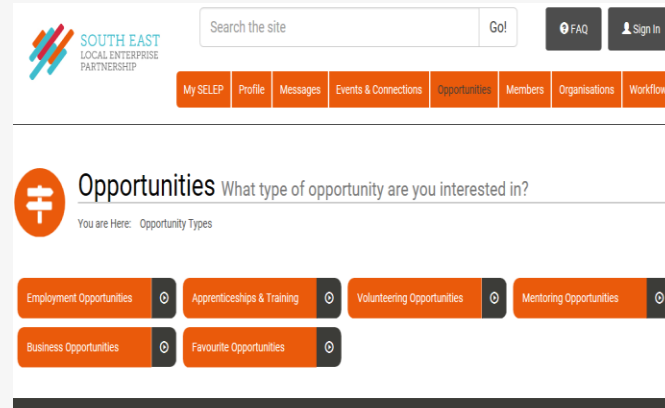 SOUTH EAST
LOCAL ENTERPRISE
PARTNERSHIP
Search the site
Go!
FAQ
Sign In
My SELEP
Profile
Messages
Events & Connections
Opportunities
Members
Organisations
Workflow
Opportunities What type of opportunity are you interested in?
You are Here: Opportunity Types
Employment Opportunities
Apprenticeships & Training
Volunteering Opportunities
Mentoring Opportunities
Business Opportunities
Favourite Opportunities